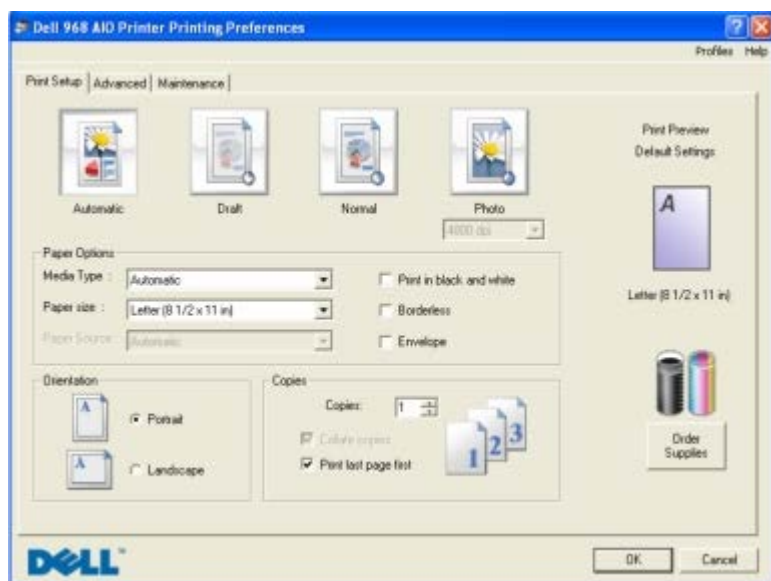 Dell 968 AIO Printer Printing Preferences
Profiles Help
Print Setup Advanced Maintenance
Automatic
Draft
Normal
Photo
4800 dpi
Print Preview
Default Settings
A
Letter (8 1/2 x 11 in)
Paper Options
Media Type : Automatic
Print in black and white
Paper size : Letter (8 1/2 x 11 in)
Borderless
Paper Source : Automatic
Envelope
Orientation
A
Portrait
A
Landscape
Copies
Copies: 1
Collate copies
Print last page first
1 2 3
Order
Supplies
DELL™
OK
Cancel